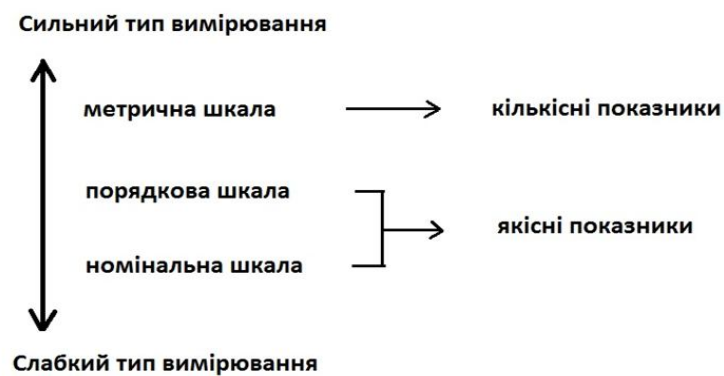 Сильний тип вимірювання
метрична шкала
кількісні показники
порядкова шкала
якісні показники
номінальна шкала
Слабкий тип вимірювання